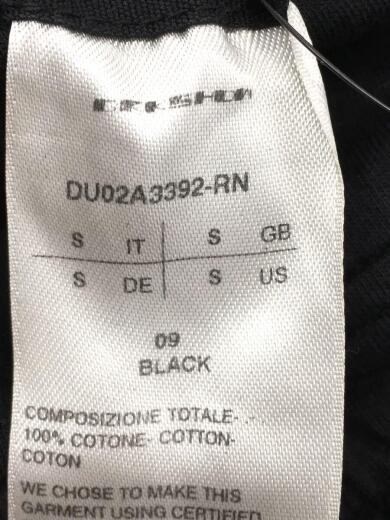 DRKSHDW
DU02A3392-RN
S IT S GB
S DE S US
09
BLACK
COMPOSIZIONE TOTALE-
100% COTONE- COTTON-
COTON
WE CHOSE TO MAKE THIS
GARMENT USING CERTIFIED